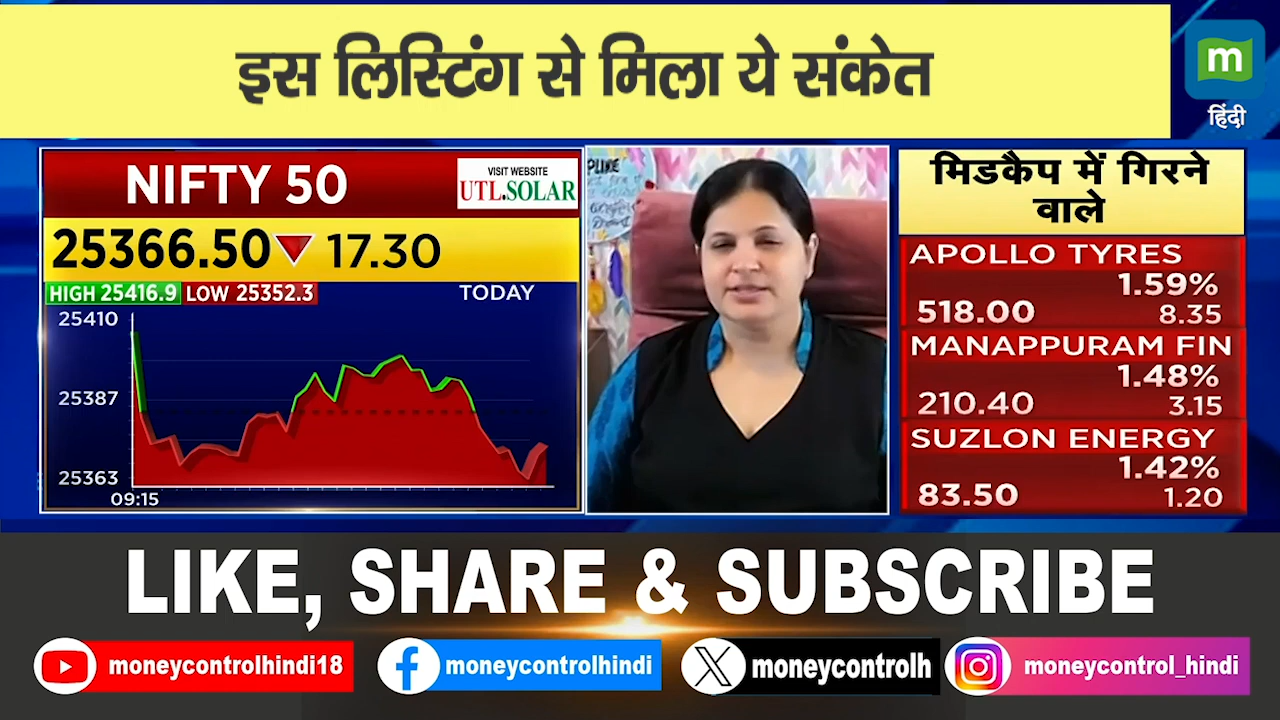 इस लिस्टिंग से मिला ये संकेत
m
हिंदी
NIFTY 50
VISIT WEBSITE
UTL.SOLAR
25366.50 17.30
HIGH 25416.9 LOW 25352.3
TODAY
25410
25387
25363
09:15
मिडकैप में गिरने
वाले
APOLLO TYRES
1.59%
518.00 8.35
MANAPPURAM FIN
1.48%
210.40 3.15
SUZLON ENERGY
1.42%
83.50 1.20
LIKE, SHARE & SUBSCRIBE
moneycontrolhindi18
moneycontrolhindi
moneycontrolh
moneycontrol_hindi